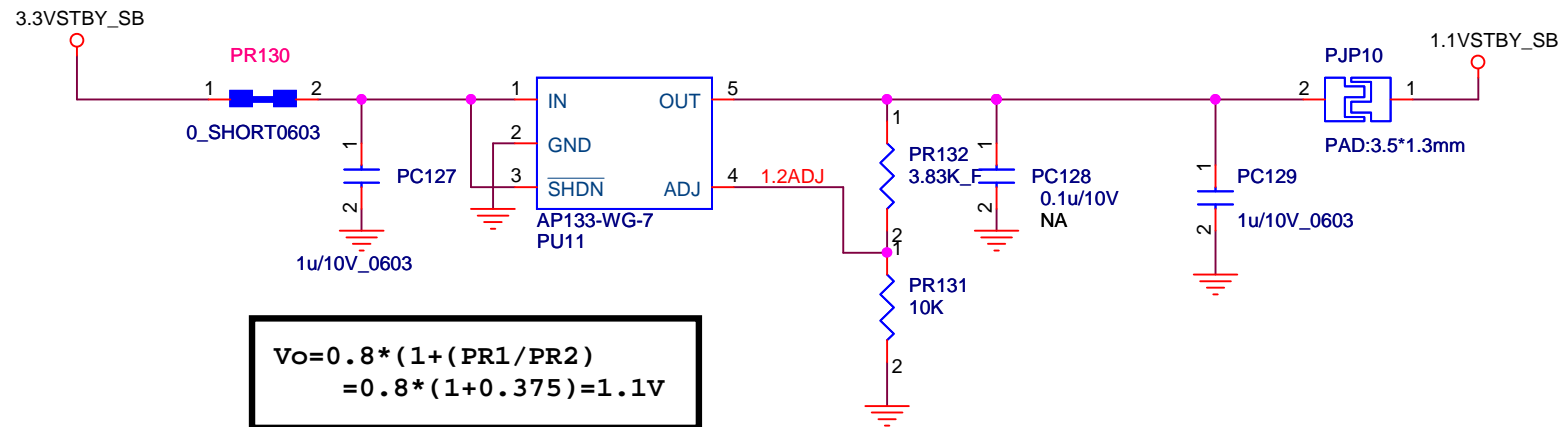 3.3VSTBY_SB
PR130
1
2
0_SHORT0603
1
PC127
2
1u/10V_0603
1
IN
OUT
5
2
GND
3
SHDN
ADJ
4
1.2ADJ
AP133-WG-7
PU11
1
PR132
3.83K_F
2
1
PR131
10K
2
1
PC128
0.1u/10V
2
NA
1
PC129
1u/10V_0603
2
PJP10
2
1
1.1VSTBY_SB
PAD:3.5*1.3mm
Vo=0.8*(1+(PR1/PR2)
=0.8*(1+0.375)=1.1V